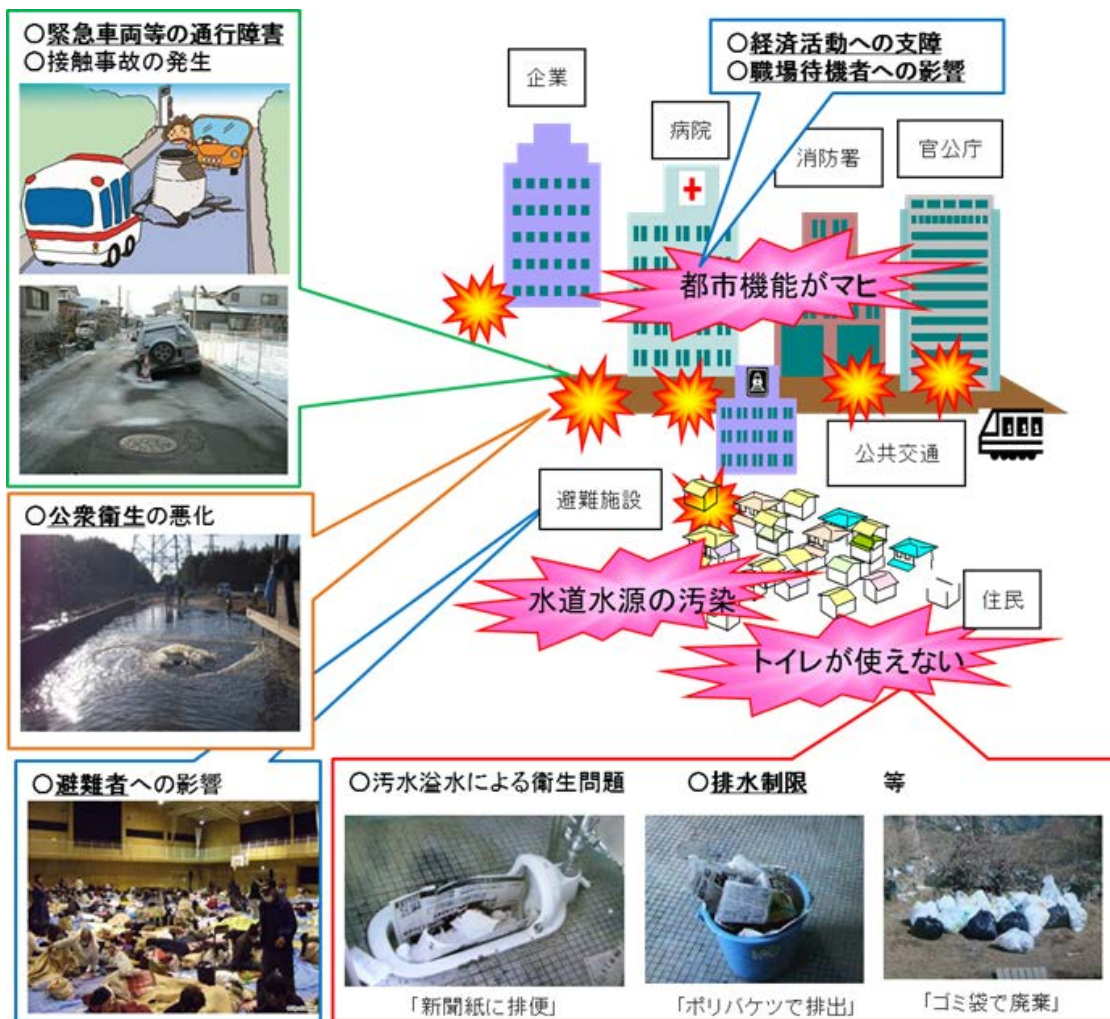 ○緊急車両等の通行障害
○接触事故の発生
○経済活動への支障
○職場待機者への影響
企業
病院
消防署
官公庁
都市機能がマヒ
公共交通
避難施設
○公衆衛生の悪化
水道水源の汚染
住民
トイレが使えない
○避難者への影響
○汚水溢水による衛生問題 ○排水制限 等
「新聞紙に排便」
「ポリバケツで排出」
「ゴミ袋で廃棄」